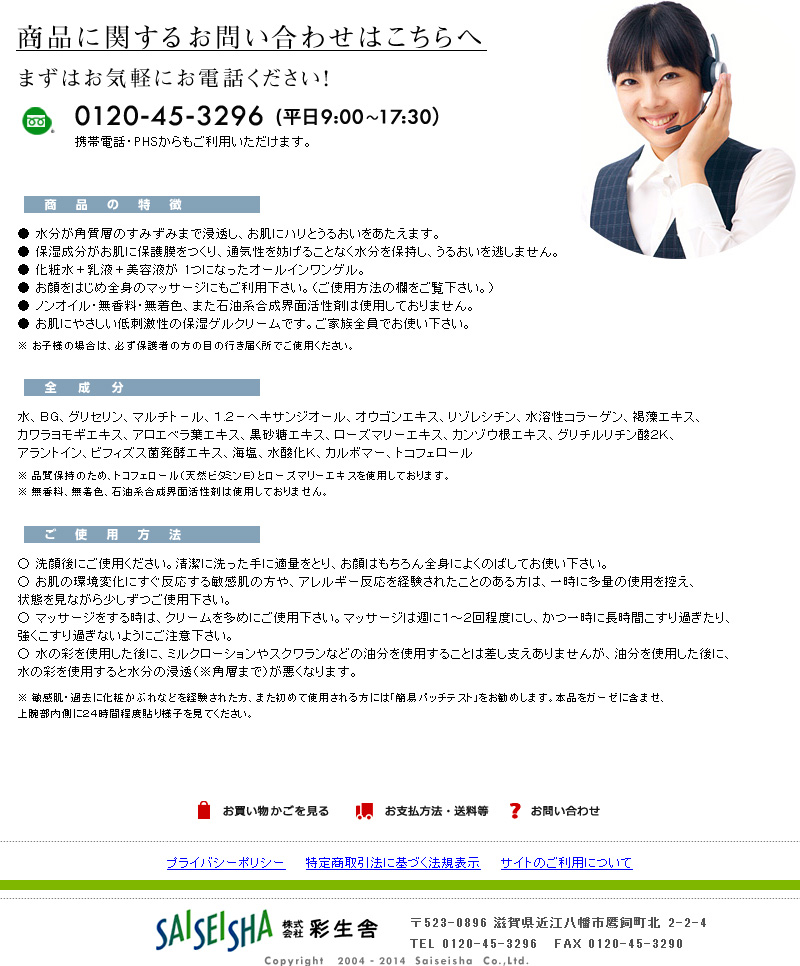 商品に関するお問い合わせはこちらへ
まずはお気軽にお電話ください!
0120-45-3296 (平日9:00~17:30)
携帯電話・PHSからもご利用いただけます。
商品の特徴
● 水分が角質層のすみずみまで浸透し、お肌にハリとうるおいをあたえます。
● 保湿成分がお肌に保護膜をつくり、通気性を妨げることなく水分を保持し、うるおいを逃しません。
● 化粧水＋乳液＋美容液が 1つになったオールインワンゲル。
● お顔をはじめ全身のマッサージにもご利用下さい。（ご使用方法の欄をご覧下さい。）
● ノンオイル・無香料・無着色、また石油系合成界面活性剤は使用しておりません。
● お肌にやさしい低刺激性の保湿ゲルクリームです。ご家族全員でお使い下さい。
※ お子様の場合は、必ず保護者の方の目の行き届く所でご使用ください。
全成分
水、BG、グリセリン、マルチトール、1.2－ヘキサンジオール、オウゴンエキス、リゾレシチン、水溶性コラーゲン、褐藻エキス、
カワラヨモギエキス、アロエベラ葉エキス、黒砂糖エキス、ローズマリーエキス、カンゾウ根エキス、グリチルリチン酸2K、
アラントイン、ビフィズス菌発酵エキス、海塩、水酸化K、カルボマー、トコフェロール
※ 品質保持のため、トコフェロール（天然ビタミンE）とローズマリーエキスを使用しております。
※ 無香料、無着色、石油系合成界面活性剤は使用しておりません。
ご使用方法
○ 洗顔後にご使用ください。清潔に洗った手に適量をとり、お顔はもちろん全身によくのばしてお使い下さい。
○ お肌の環境変化にすぐ反応する敏感肌の方や、アレルギー反応を経験されたことのある方は、一時に多量の使用を控え、
状態を見ながら少しずつご使用下さい。
○ マッサージをする時は、クリームを多めにご使用下さい。マッサージは週に1～2回程度にし、かつ一時に長時間こすり過ぎたり、
強くこすり過ぎないようにご注意下さい。
○ 水の彩を使用した後に、ミルクローションやスクワランなどの油分を使用することは差し支えありませんが、油分を使用した後に、
水の彩を使用すると水分の浸透（※角層まで）が悪くなります。
※ 敏感肌・過去に化粧かぶれなどを経験された方、また初めて使用される方には「簡易パッチテスト」をお勧めします。本品をガーゼに含ませ、
上腕部内側に24時間程度貼り様子を見てください。
お買い物かごを見る お支払方法・送料等 ? お問い合わせ
プライバシーポリシー 特定商取引法に基づく法規表示 サイトのご利用について
SAISEISHA 株式会社 彩生舎
〒523-0896 滋賀県近江八幡市鷹飼町北 2-2-4
TEL 0120-45-3296 FAX 0120-45-3290
Copyright 2004 - 2014 Saiseisha Co.,Ltd.